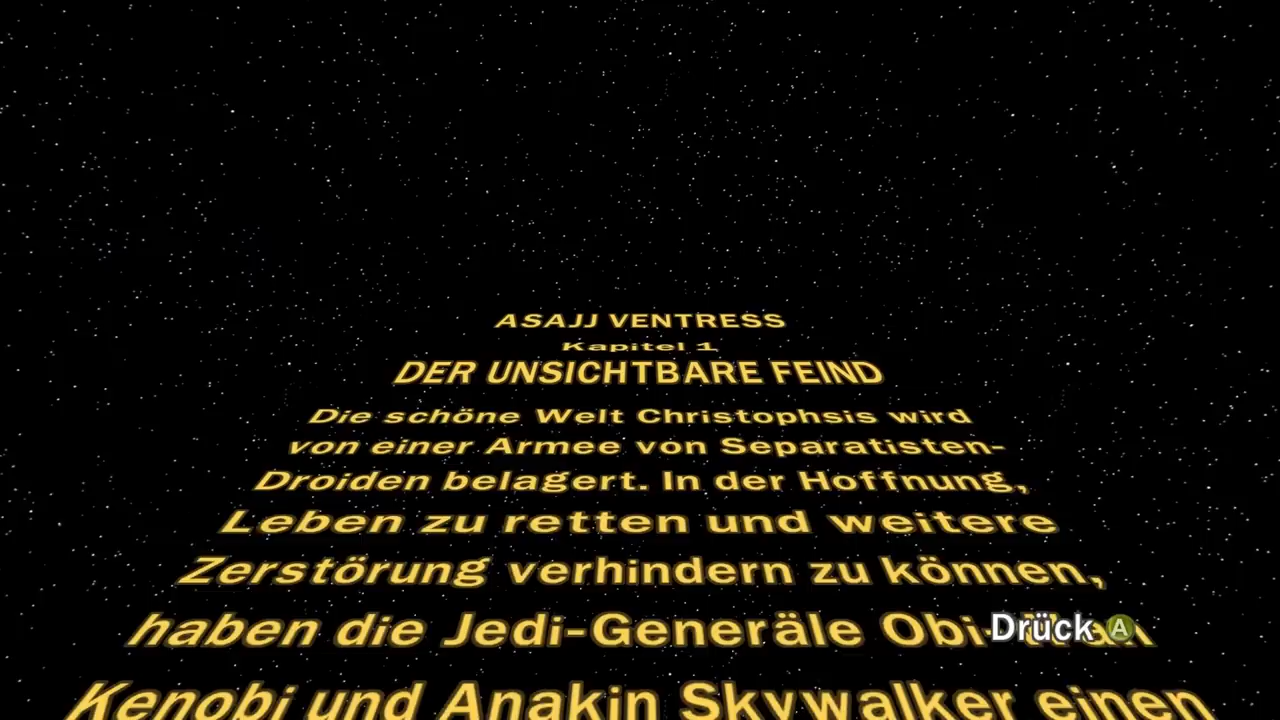 ASAJJ VENTRESS
Kapitel 1
DER UNSICHTBARE FEIND
Die schöne Welt Christophsis wird
von einer Armee von Separatisten-
Droiden belagert. In der Hoffnung,
Leben zu retten und weitere
Zerstörung verhindern zu können,
haben die Jedi-Generäle Obi-
Drück A
Kenobi und Anakin Skywalker einen